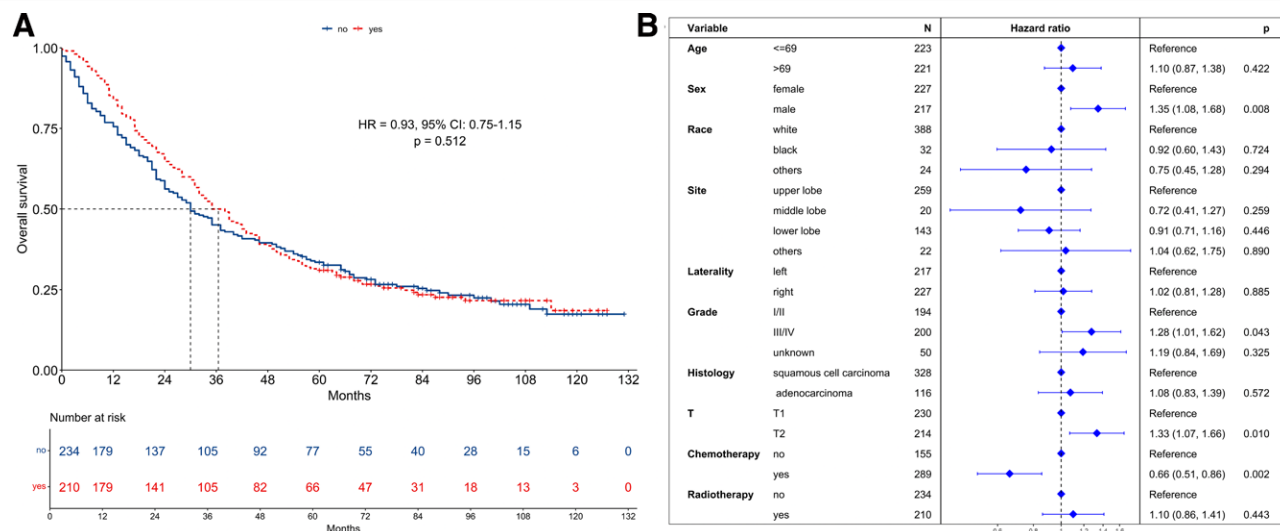 A
no yes
1.00
0.75
0.50
0.25
0.00
Overall survival
HR = 0.93, 95% CI: 0.75-1.15
p = 0.512
0 12 24 36 48 60 72 84 96 108 120 132
Months
Number at risk
no 234 179 137 105 92 77 55 40 28 15 6 0
yes 210 179 141 105 82 66 47 31 18 13 3 0
0 12 24 36 48 60 72 84 96 108 120 132
Months
B
Variable N Hazard ratio p
Age <=69 223 Reference
>69 221 1.10 (0.87, 1.38) 0.422
Sex female 227 Reference
male 217 1.35 (1.08, 1.68) 0.008
Race white 388 Reference
black 32 0.92 (0.60, 1.43) 0.724
others 24 0.75 (0.45, 1.28) 0.294
Site upper lobe 259 Reference
middle lobe 20 0.72 (0.41, 1.27) 0.259
lower lobe 143 0.91 (0.71, 1.16) 0.446
others 22 1.04 (0.62, 1.75) 0.890
Laterality left 217 Reference
right 227 1.02 (0.81, 1.28) 0.885
Grade I/II 194 Reference
III/IV 200 1.28 (1.01, 1.62) 0.043
unknown 50 1.19 (0.84, 1.69) 0.325
Histology squamous cell carcinoma 328 Reference
adenocarcinoma 116 1.08 (0.83, 1.39) 0.572
T T1 230 Reference
T2 214 1.33 (1.07, 1.66) 0.010
Chemotherapy no 155 Reference
yes 289 0.66 (0.51, 0.86) 0.002
Radiotherapy no 234 Reference
yes 210 1.10 (0.86, 1.41) 0.443